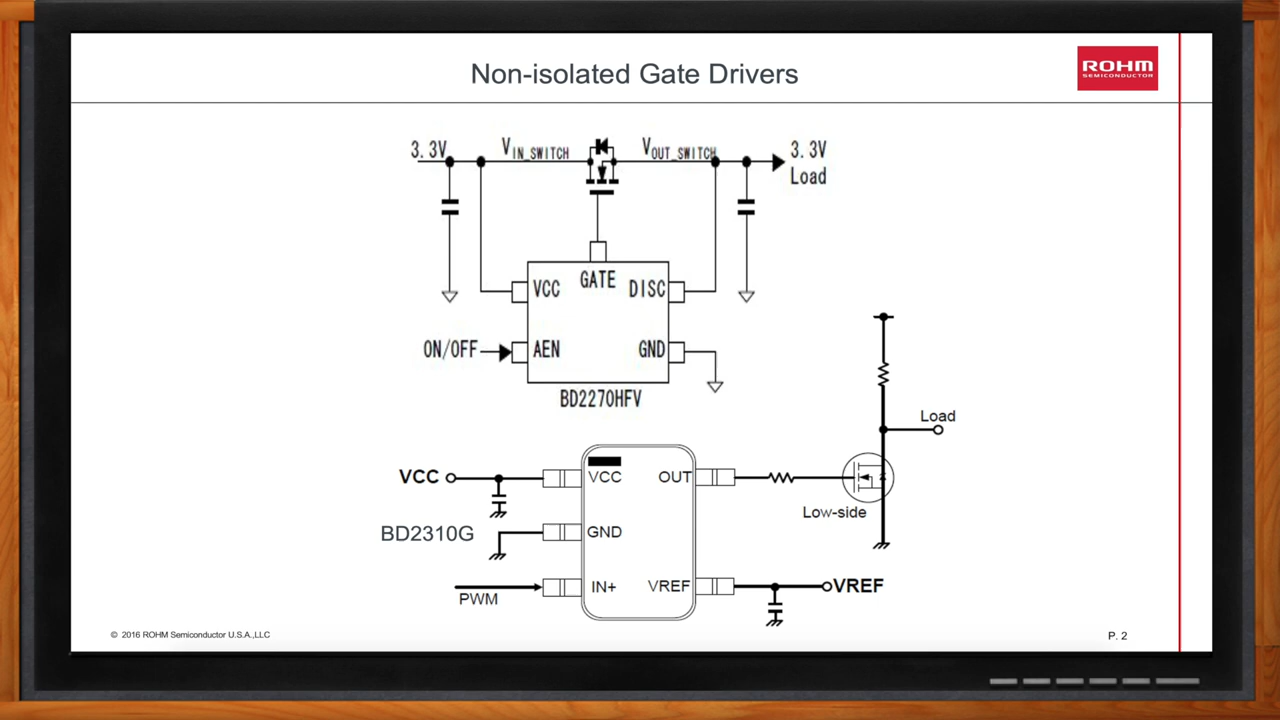 Non-isolated Gate Drivers
ROHM
SEMICONDUCTOR
3.3V
VIN_SWITCH
VOUT_SWITCH
3.3V
Load
VCC
GATE
DISC
ON/OFF
AEN
GND
BD2270HFV
Load
VCC
VCC
OUT
Low-side
BD2310G
GND
IN+
VREF
VREF
PWM
© 2016 ROHM Semiconductor U.S.A.,LLC
P. 2